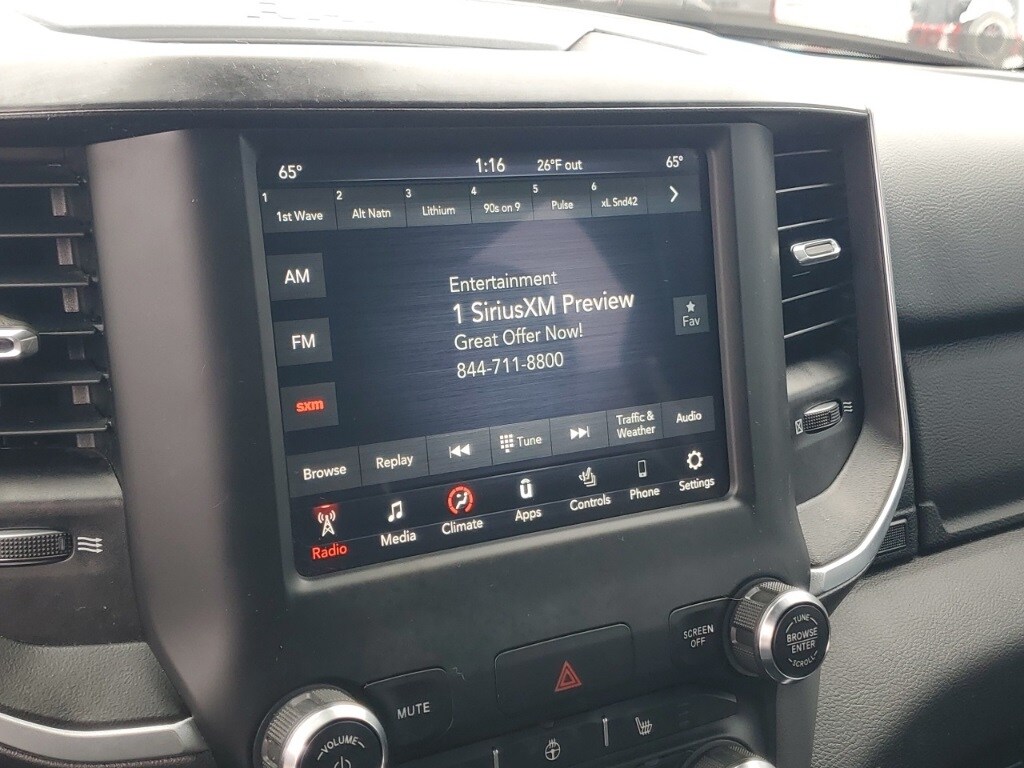 65° 1:16 26°F out 65°
1 1st Wave 2 Alt Natn 3 Lithium 4 90s on 9 5 Pulse 6 xL Snd42
AM
FM
sxm
Entertainment
1 SiriusXM Preview
Great Offer Now!
844-711-8800
Fav
Browse Replay Tune Traffic &
Weather Audio
Radio Media Climate Apps Controls Phone Settings
SCREEN
OFF
TUNE
BROWSE
ENTER
SCROLL
MUTE
VOLUME